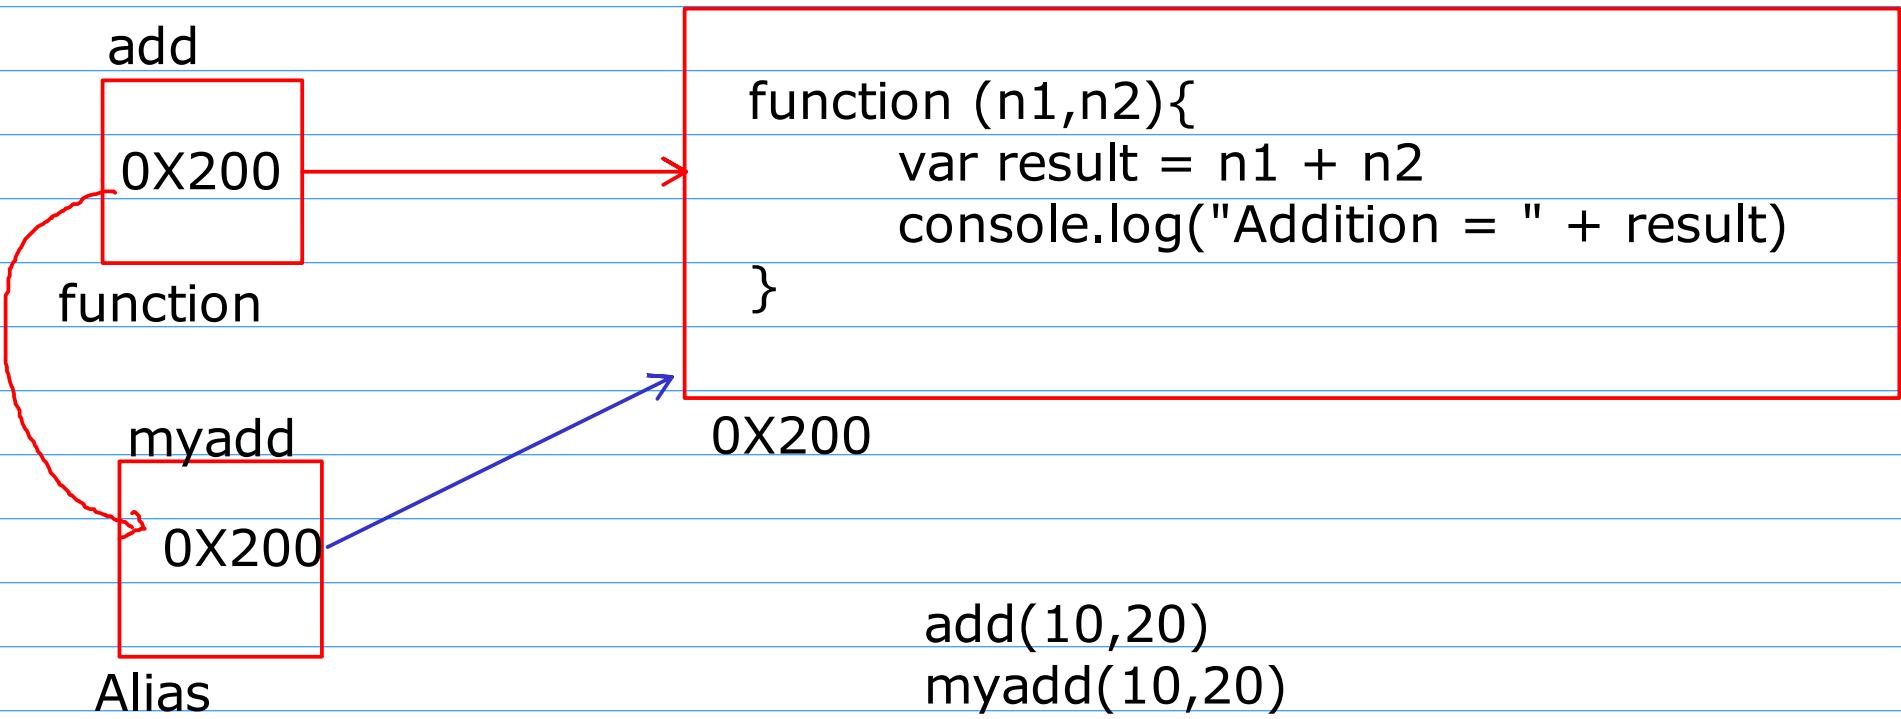 add
0X200
function
function (n1,n2){
var result = n1 + n2
console.log("Addition = " + result)
}
0X200
myadd
0X200
Alias
add(10,20)
myadd(10,20)